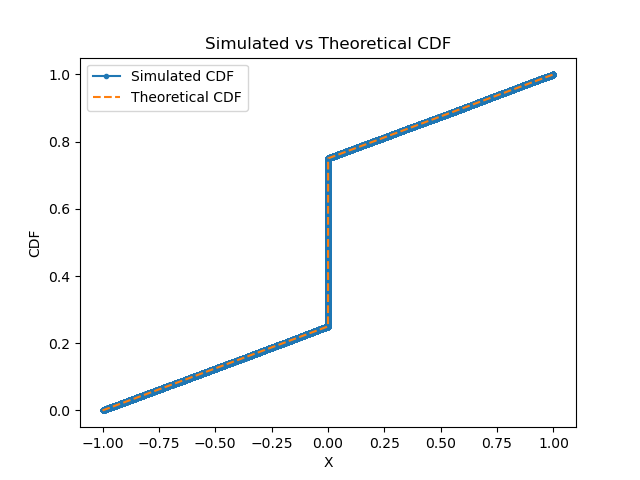 Simulated vs Theoretical CDF
Simulated CDF
Theoretical CDF
1.0
0.8
0.6
0.4
0.2
0.0
CDF
−1.00 −0.75 −0.50 −0.25 0.00 0.25 0.50 0.75 1.00
X